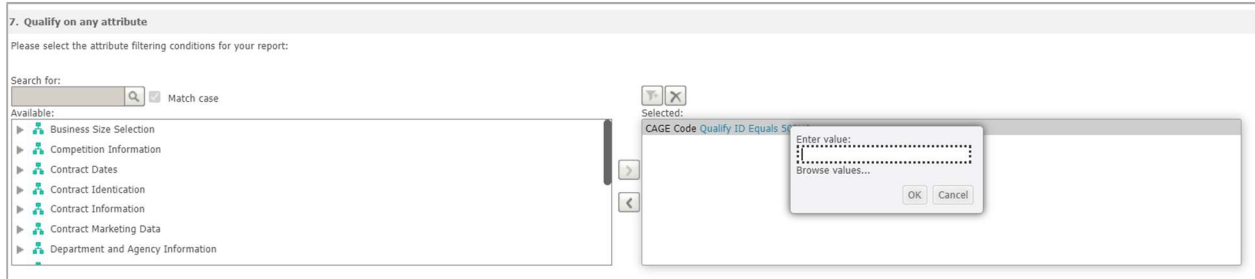 7. Qualify on any attribute
Please select the attribute filtering conditions for your report:
Search for:
Match case
Available:
Business Size Selection
Competition Information
Contract Dates
Contract Identication
Contract Information
Contract Marketing Data
Department and Agency Information
Selected:
CAGE Code Qualify ID Equals
Enter value:
Browse values...
OK Cancel